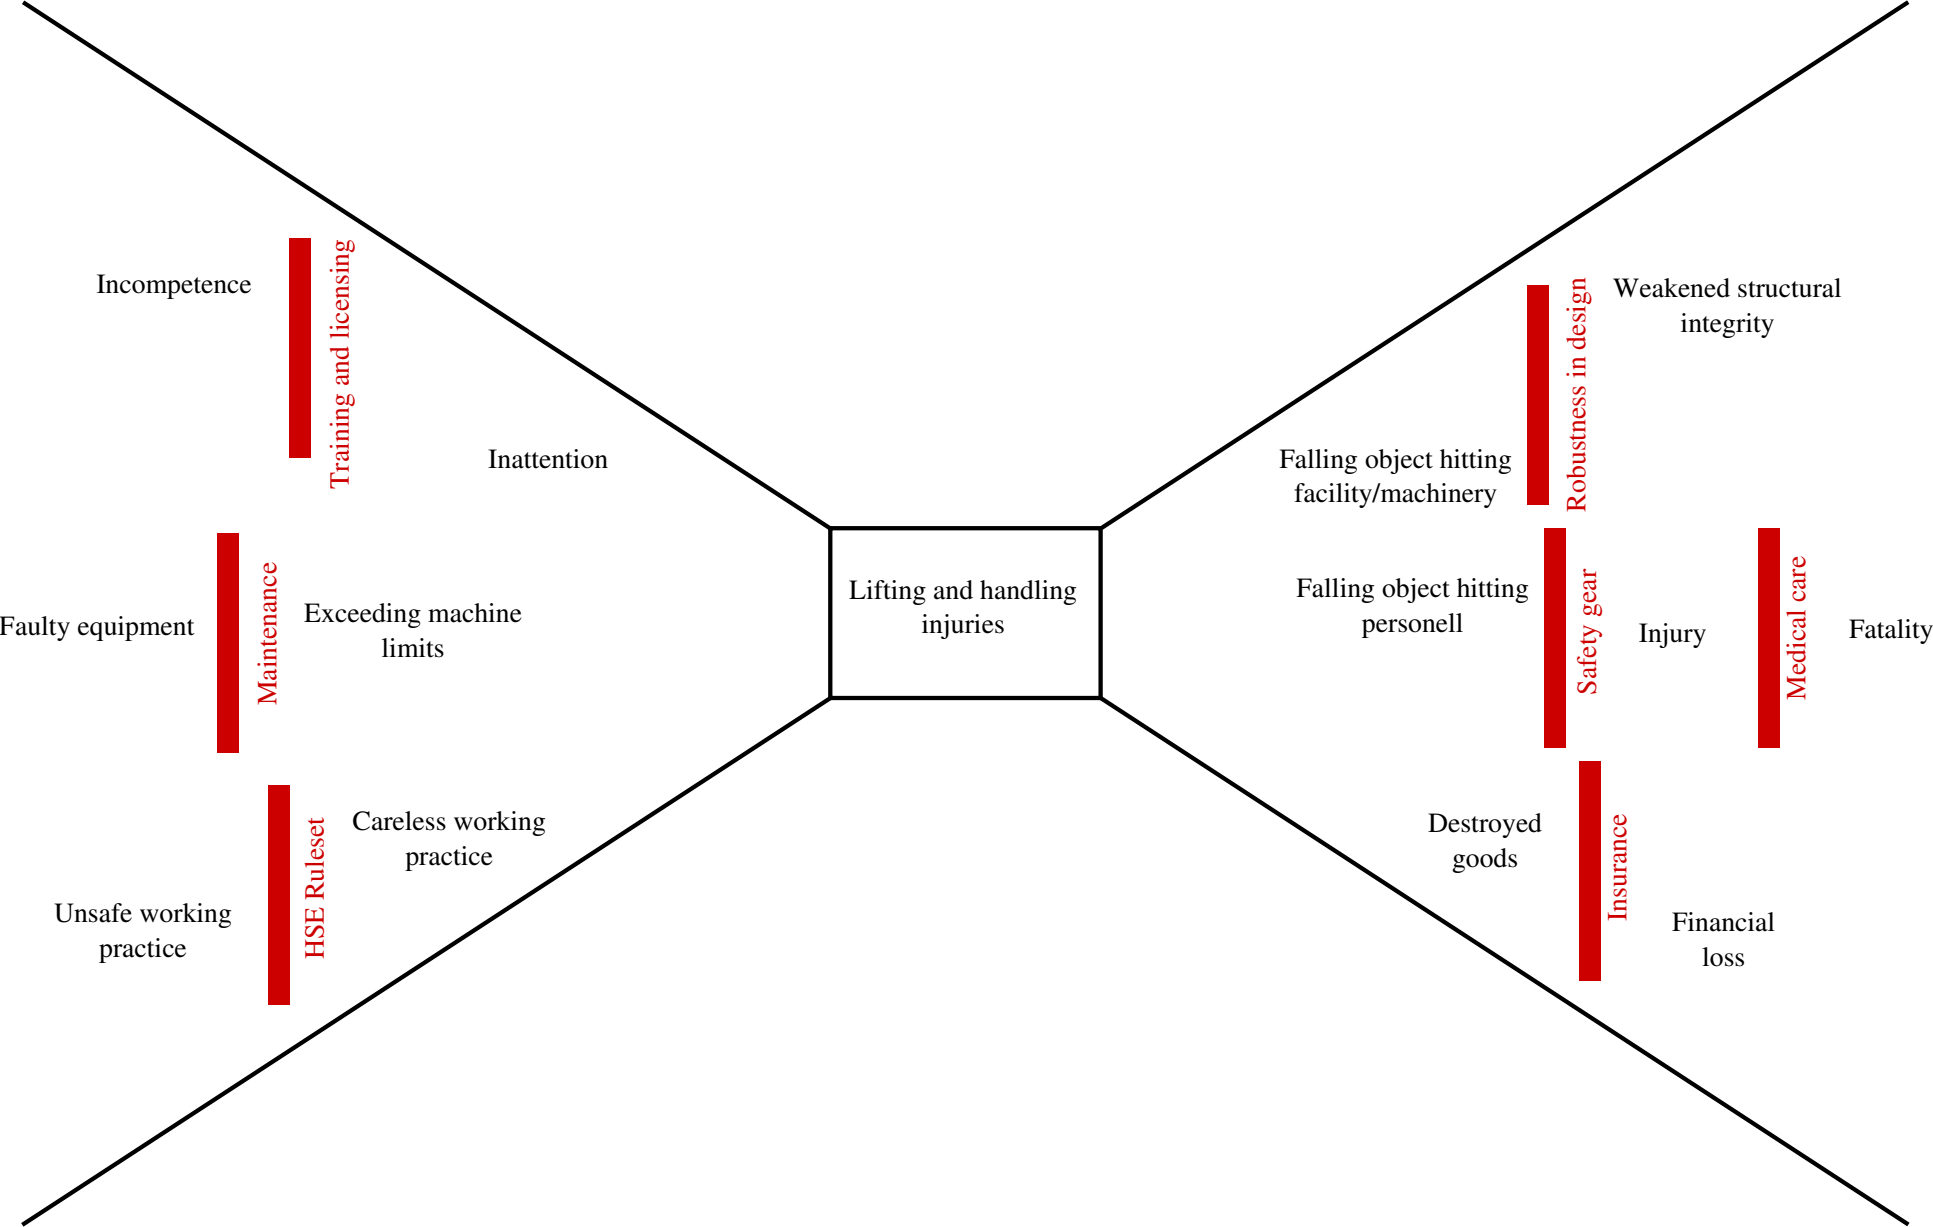 Incompetence
Training and licensing
Inattention
Faulty equipment
Maintenance
Exceeding machine
limits
Unsafe working
practice
HSE Ruleset
Careless working
practice
Lifting and handling
injuries
Falling object hitting
facility/machinery
Robustness in design
Weakened structural
integrity
Falling object hitting
personell
Safety gear
Injury
Medical care
Fatality
Destroyed
goods
Insurance
Financial
loss